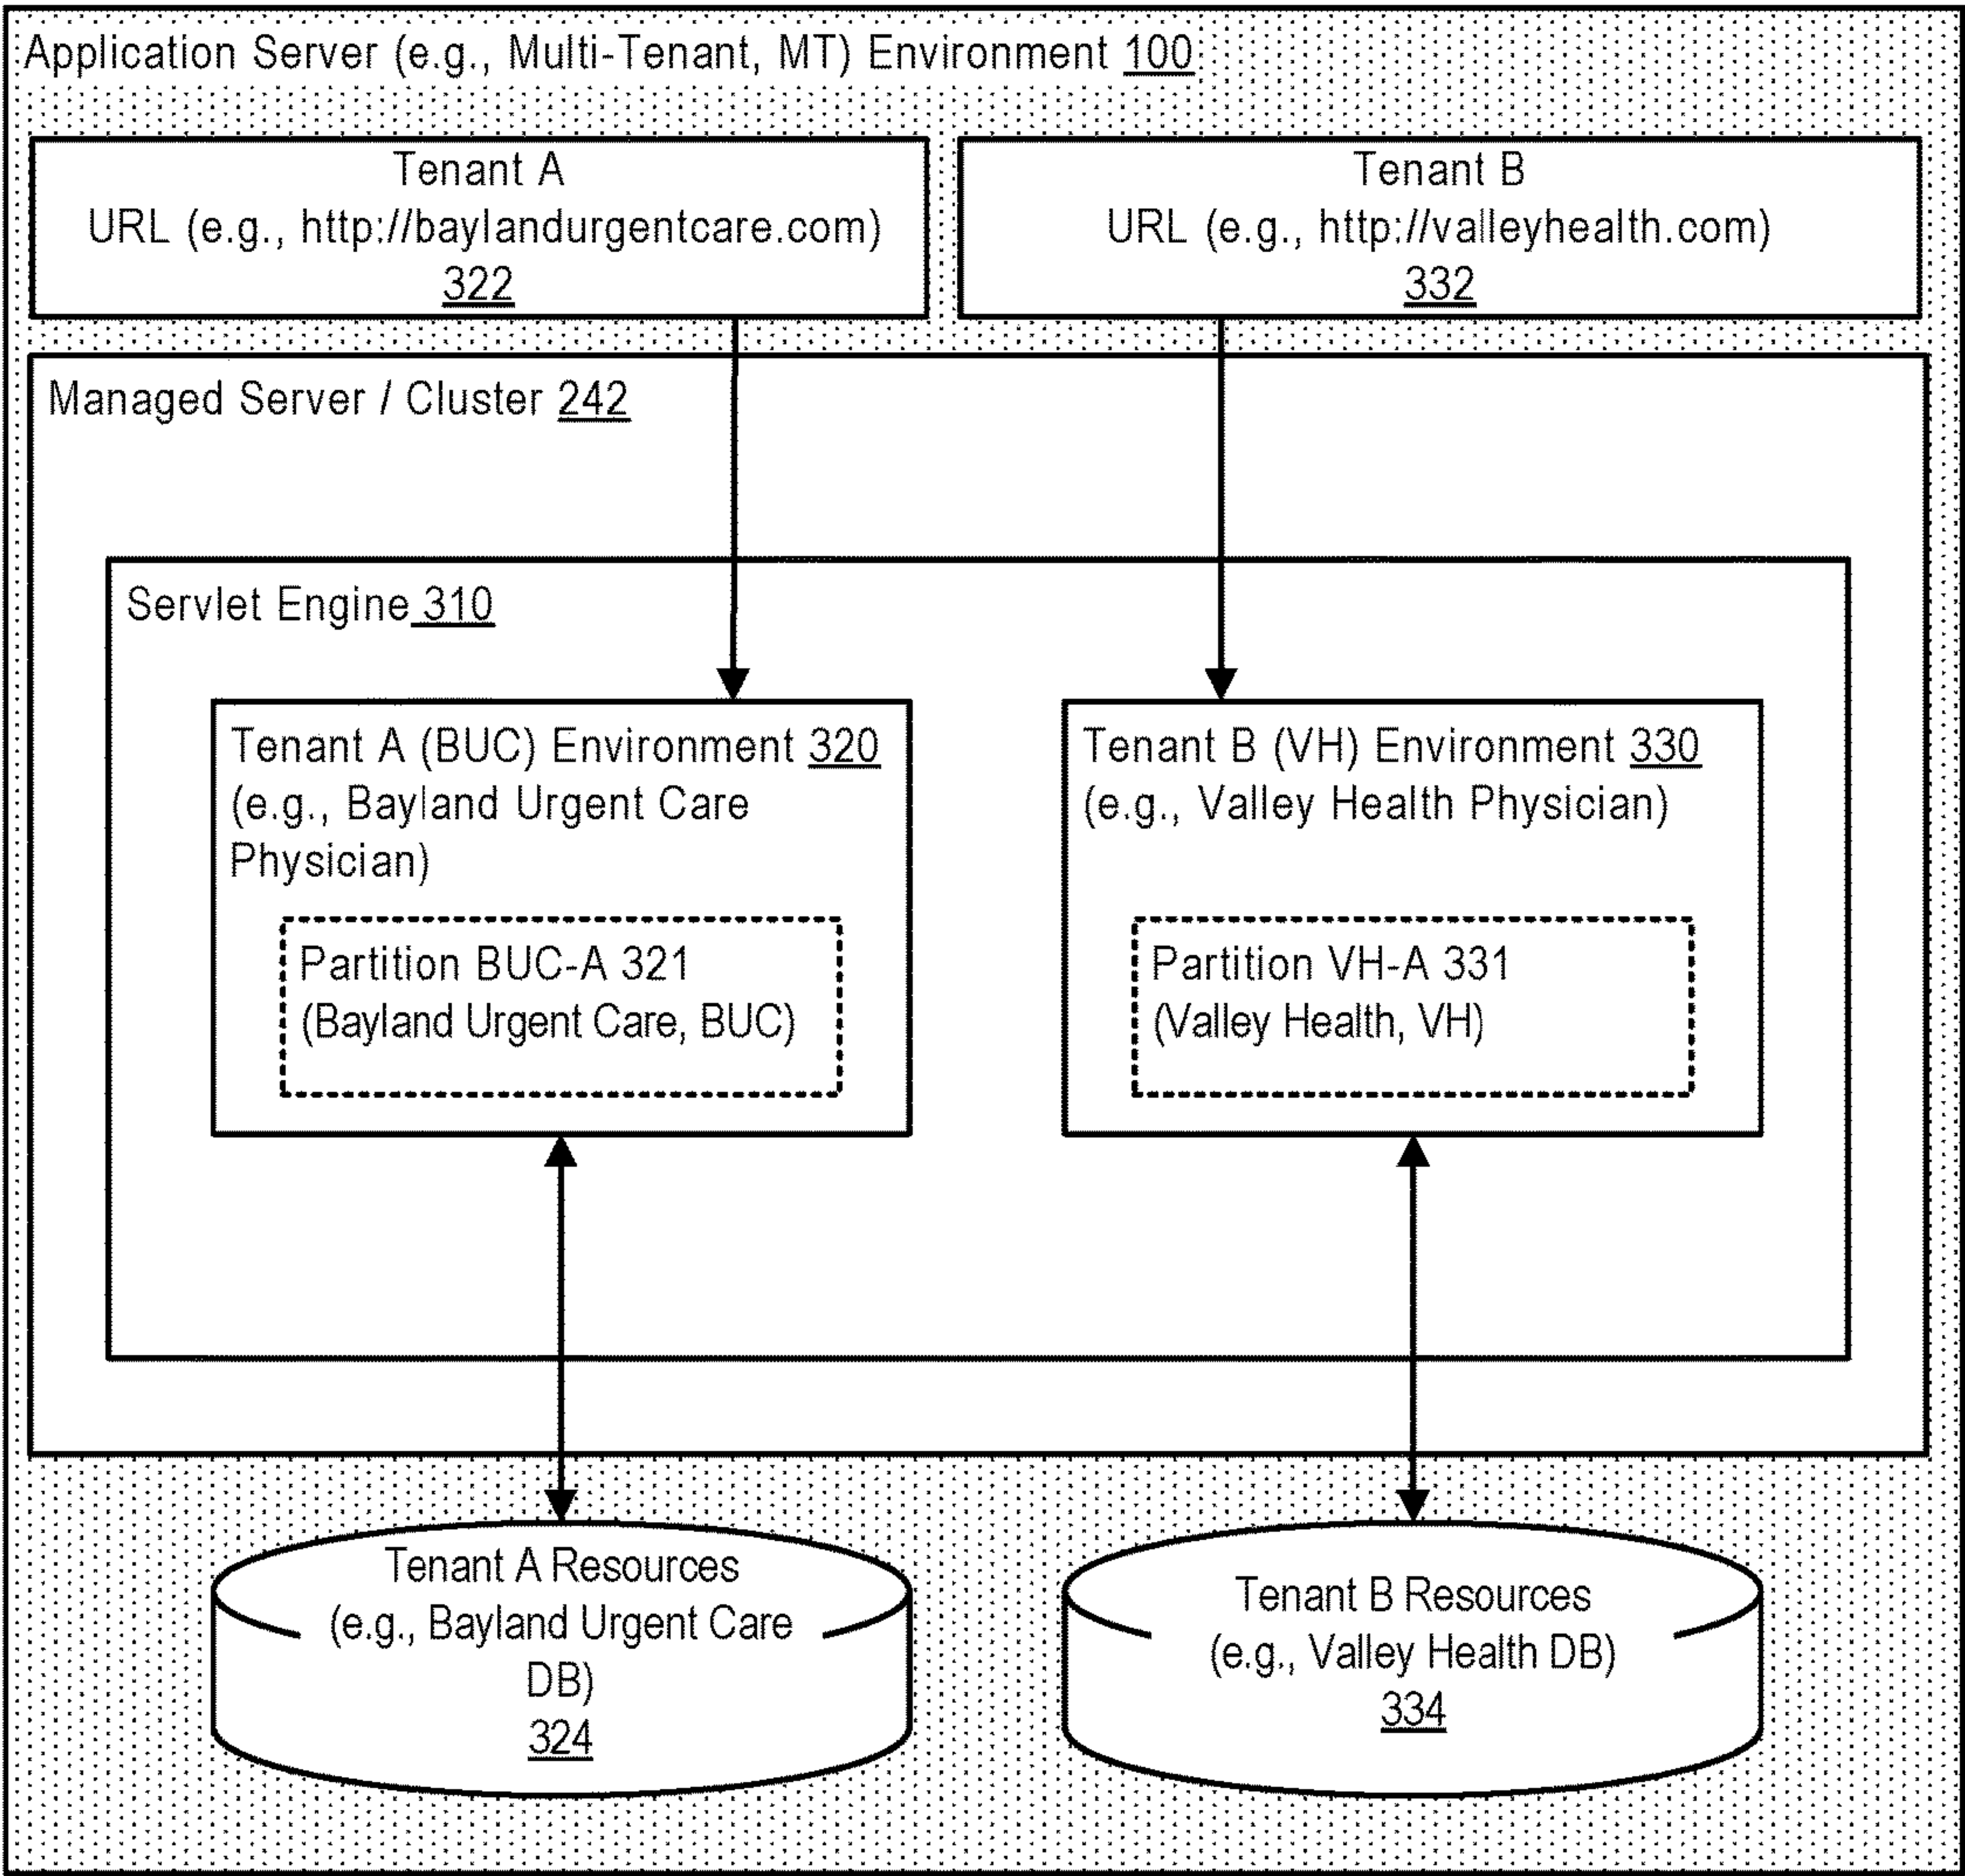 Application Server (e.g., Multi-Tenant, MT) Environment 100
Tenant A
URL (e.g., http://baylandurgentcare.com)
322
Tenant B
URL (e.g., http://valleyhealth.com)
332
Managed Server / Cluster 242
Servlet Engine 310
Tenant A (BUC) Environment 320
(e.g., Bayland Urgent Care
Physician)
Partition BUC-A 321
(Bayland Urgent Care, BUC)
Tenant B (VH) Environment 330
(e.g., Valley Health Physician)
Partition VH-A 331
(Valley Health, VH)
Tenant A Resources
(e.g., Bayland Urgent Care
DB)
324
Tenant B Resources
(e.g., Valley Health DB)
334